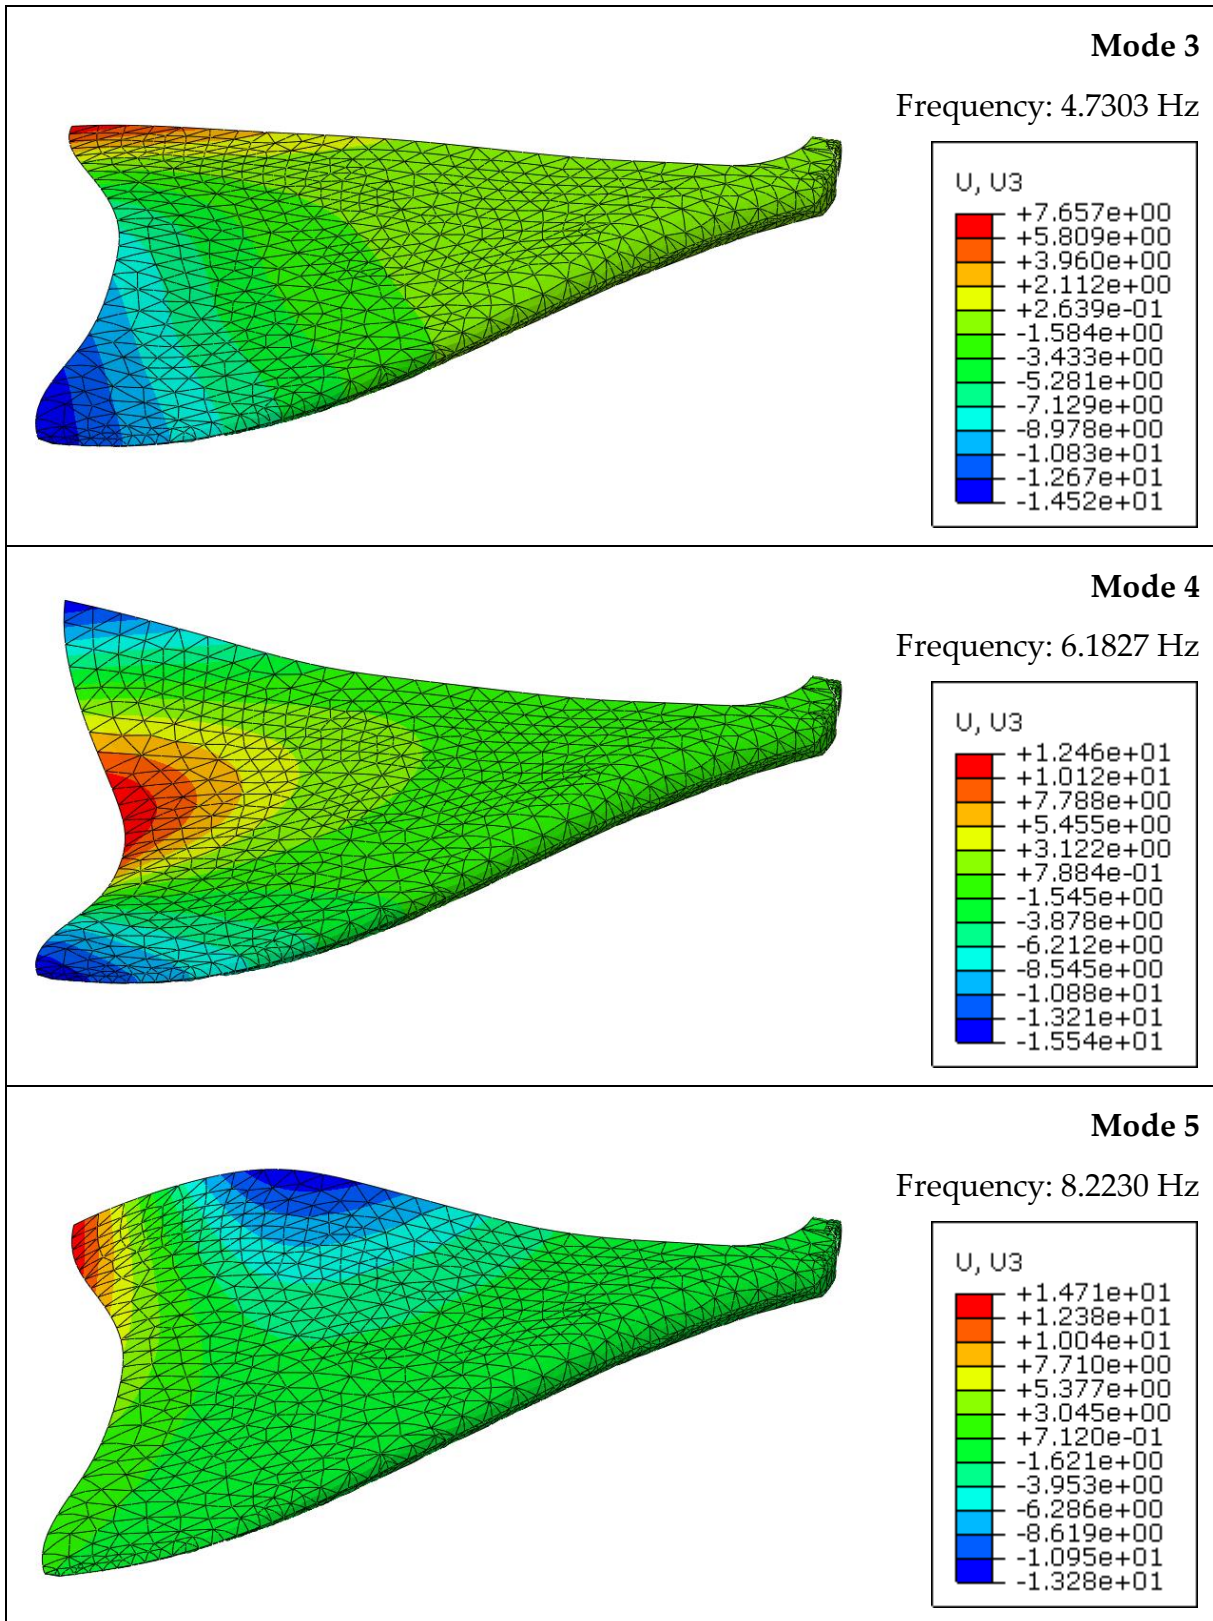 Mode 3
Frequency: 4.7303 Hz
U, U3
+7.657e+00
+5.809e+00
+3.960e+00
+2.112e+00
+2.639e-01
-1.584e+00
-3.433e+00
-5.281e+00
-7.129e+00
-8.978e+00
-1.083e+01
-1.267e+01
-1.452e+01
Mode 4
Frequency: 6.1827 Hz
U, U3
+1.246e+01
+1.012e+01
+7.788e+00
+5.455e+00
+3.122e+00
+7.884e-01
-1.545e+00
-3.878e+00
-6.212e+00
-8.545e+00
-1.088e+01
-1.321e+01
-1.554e+01
Mode 5
Frequency: 8.2230 Hz
U, U3
+1.471e+01
+1.238e+01
+1.004e+01
+7.710e+00
+5.377e+00
+3.045e+00
+7.120e-01
-1.621e+00
-3.953e+00
-6.286e+00
-8.619e+00
-1.095e+01
-1.328e+01